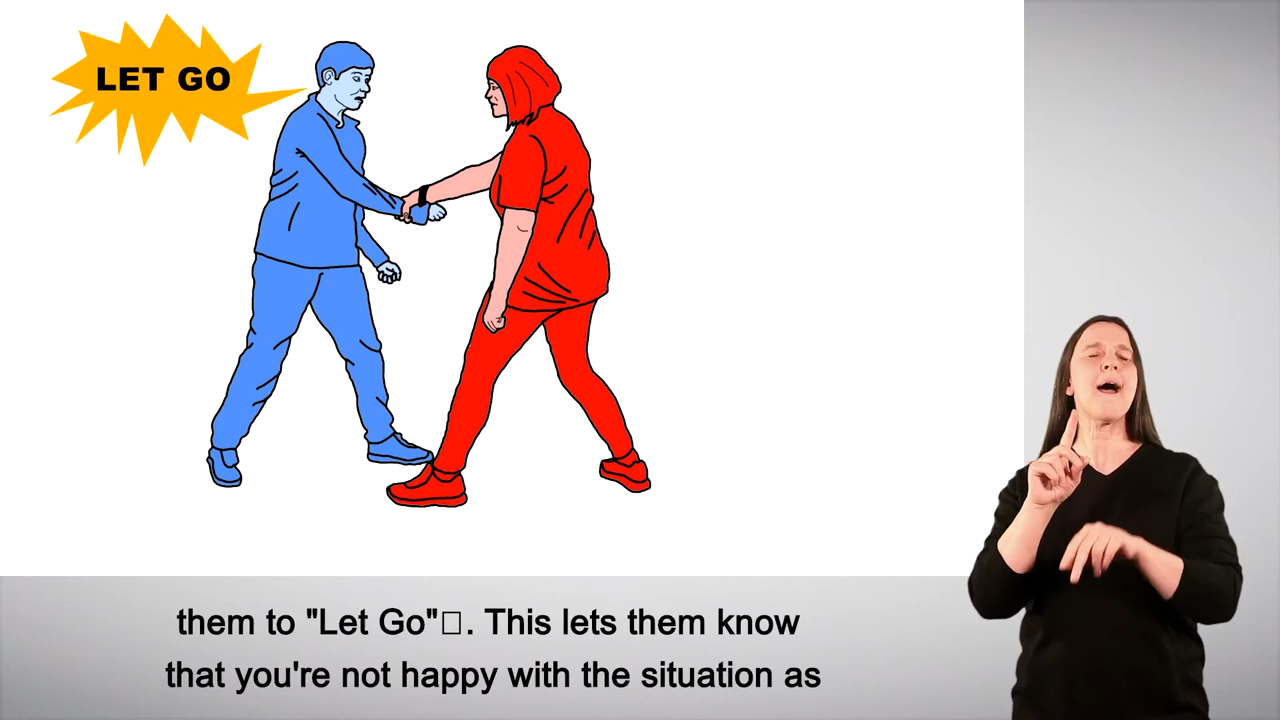 LET GO
them to "Let Go"□. This lets them know
that you're not happy with the situation as